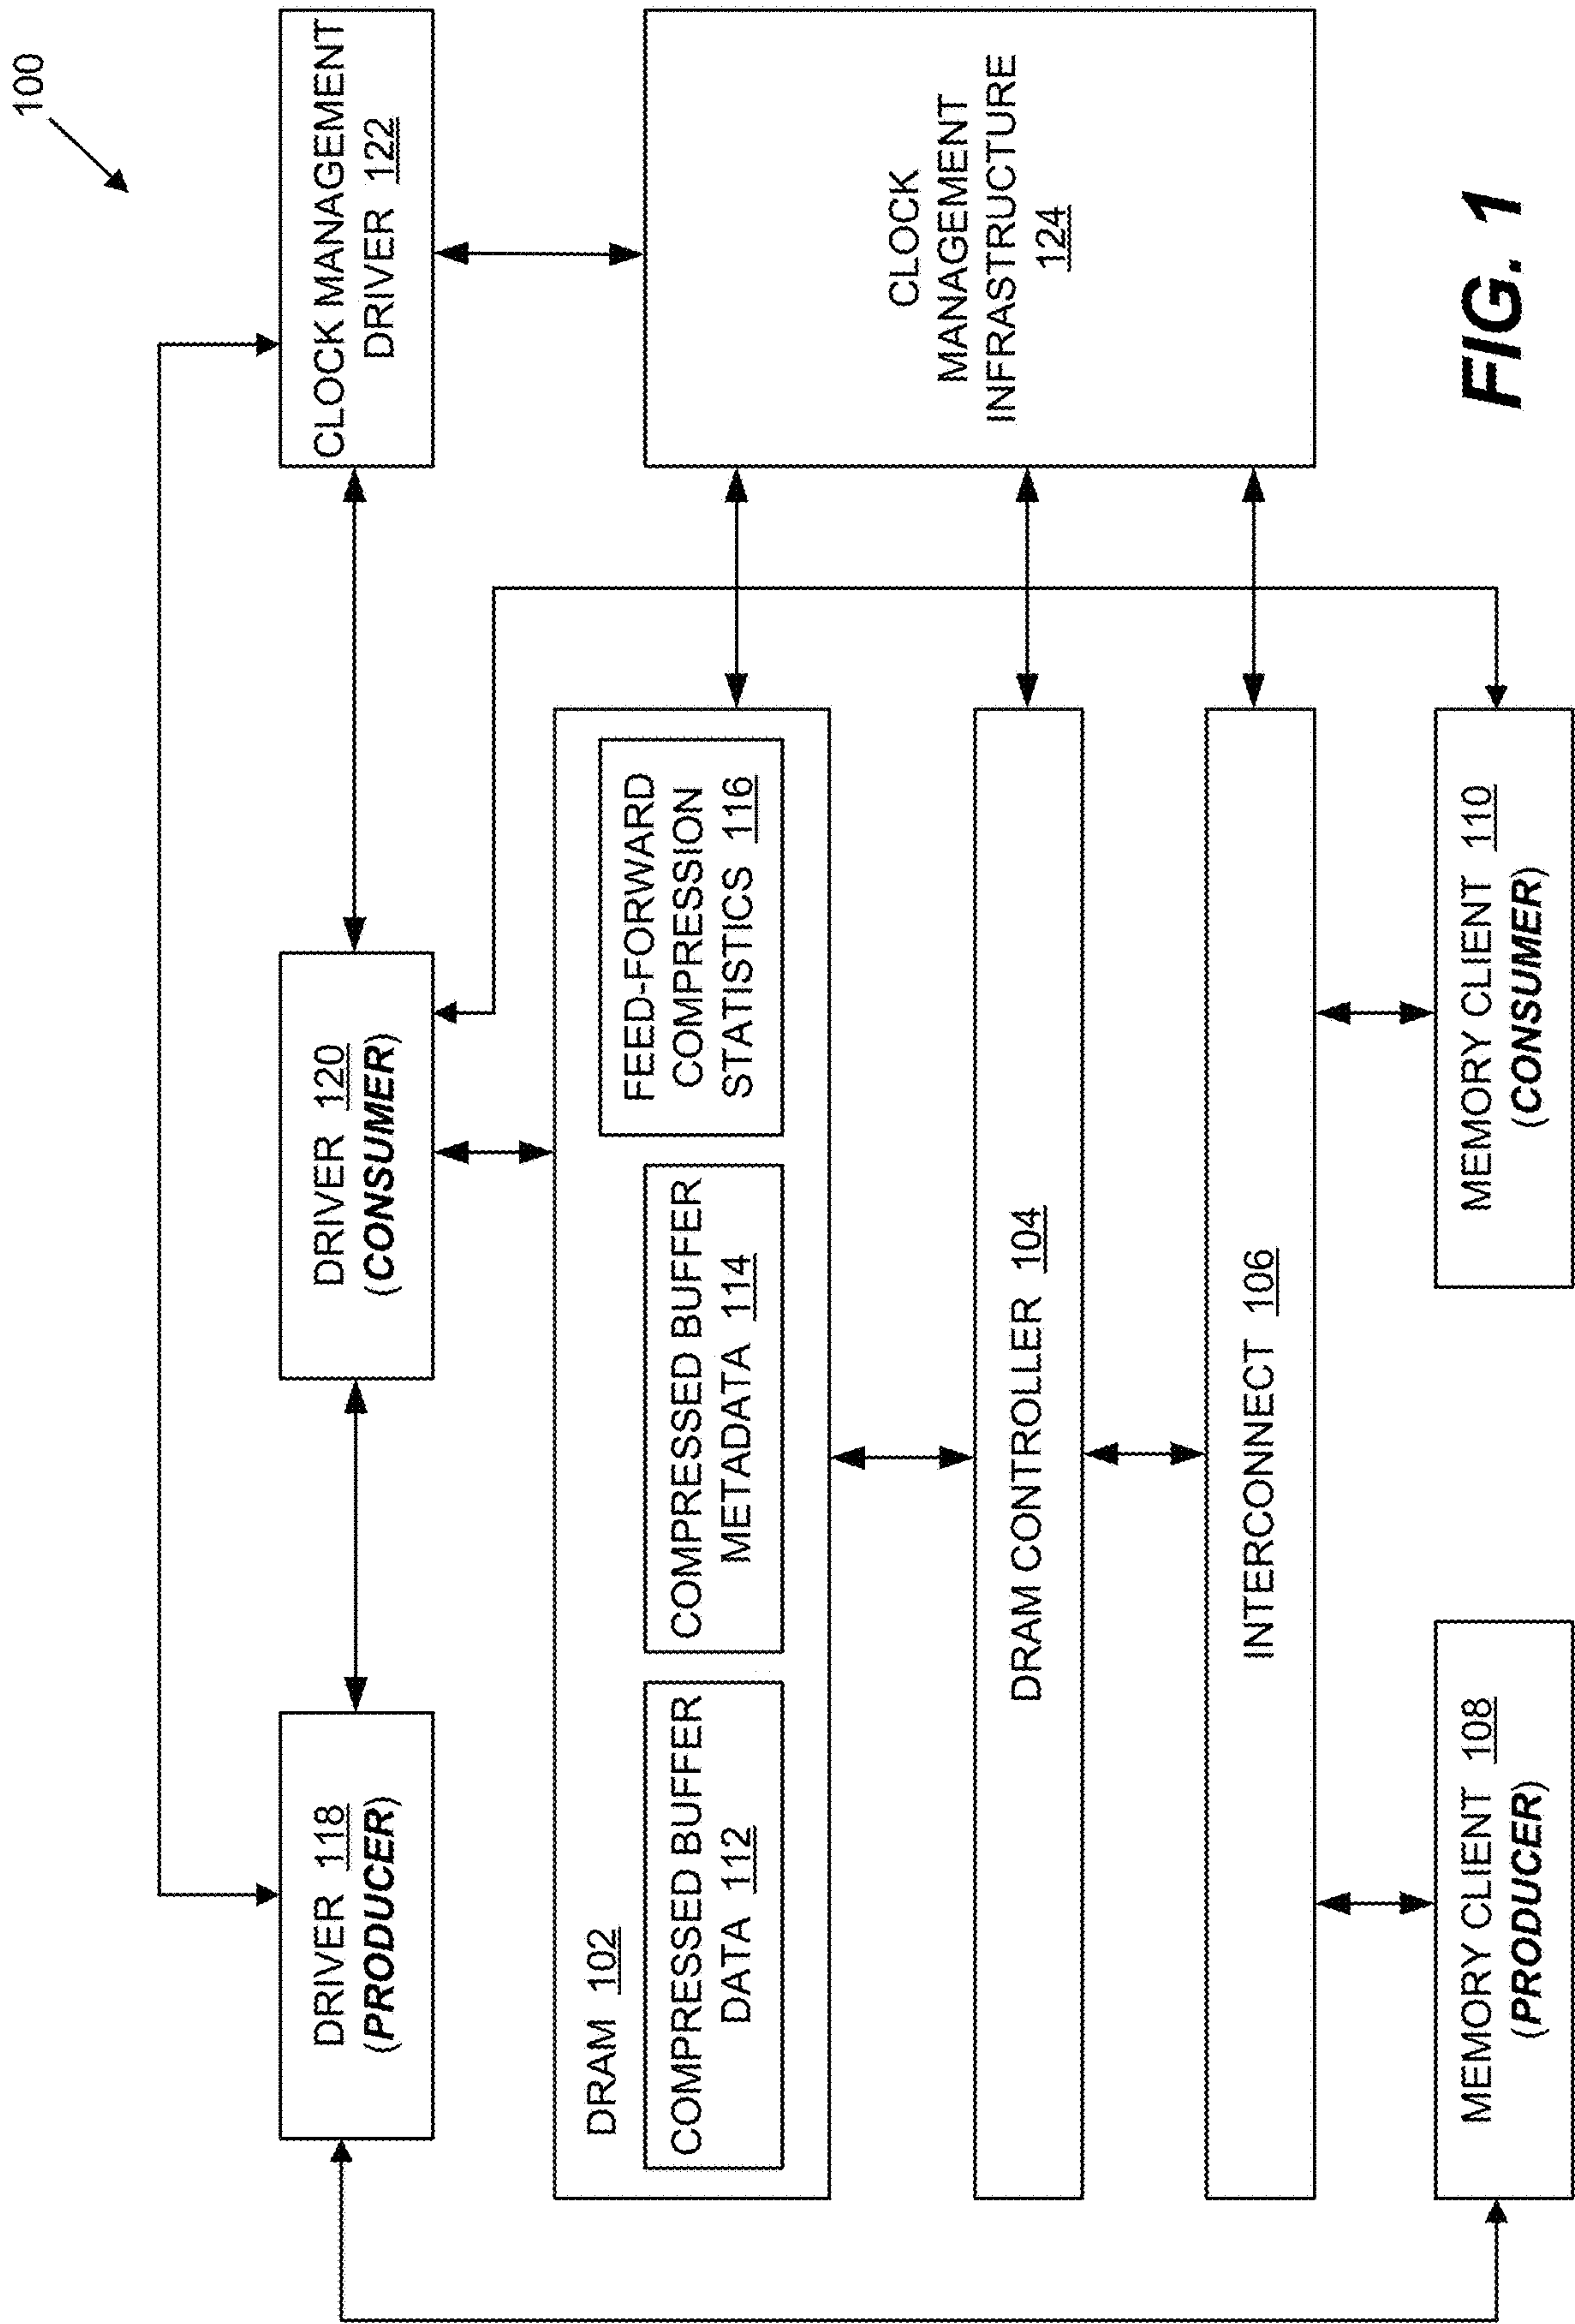 100
DRIVER 118
(PRODUCER)
DRIVER 120
(CONSUMER)
CLOCK MANAGEMENT
DRIVER 122
DRAM 102
COMPRESSED BUFFER
DATA 112
COMPRESSED BUFFER
METADATA 114
FEED-FORWARD
COMPRESSION
STATISTICS 116
CLOCK
MANAGEMENT
INFRASTRUCTURE
124
DRAM CONTROLLER 104
INTERCONNECT 106
MEMORY CLIENT 108
(PRODUCER)
MEMORY CLIENT 110
(CONSUMER)
FIG. 1